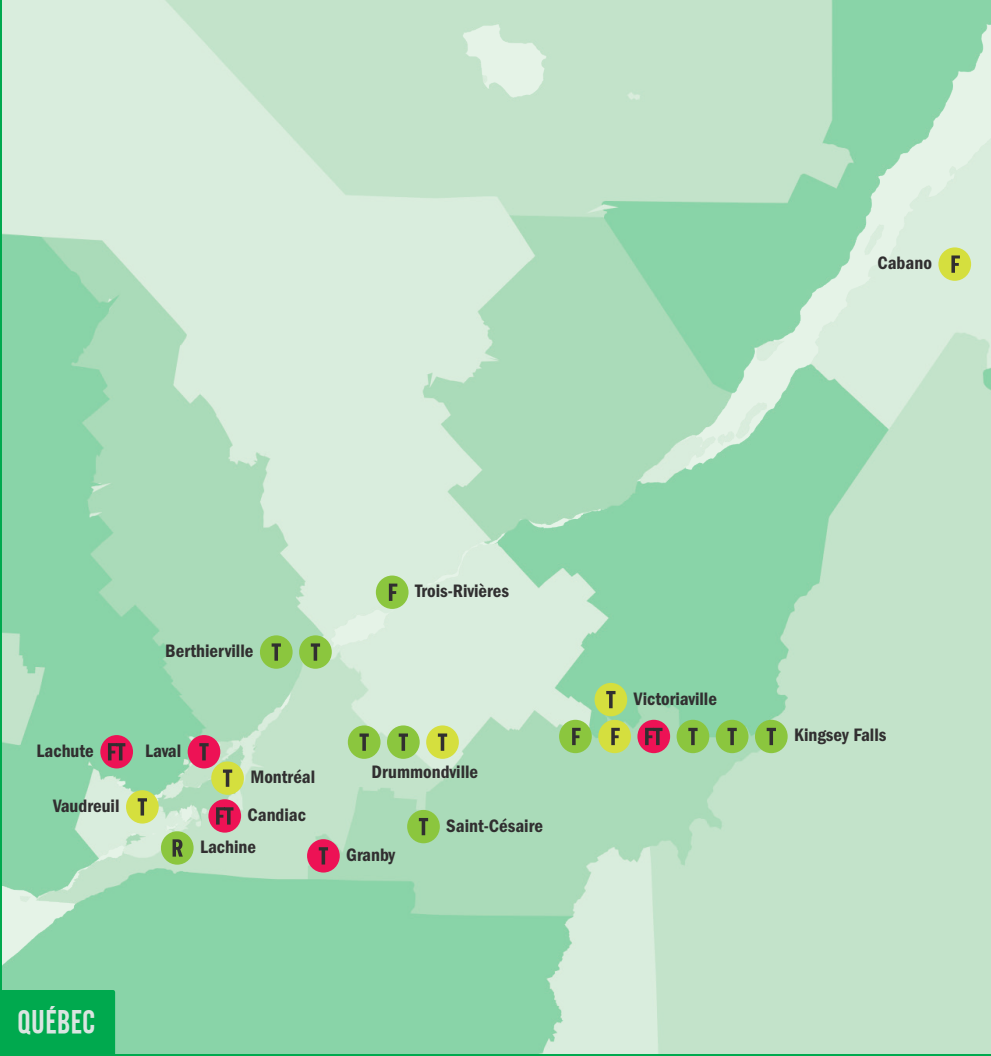 Cabano F
F Trois-Rivières
Berthierville T T
T Victoriaville
F F FT T T T Kingsey Falls
T T T
Drummondville
Lachute FT Laval T
T Montréal
Vaudreuil T
FT Candiac
T Saint-Césaire
R Lachine
T Granby
QUÉBEC